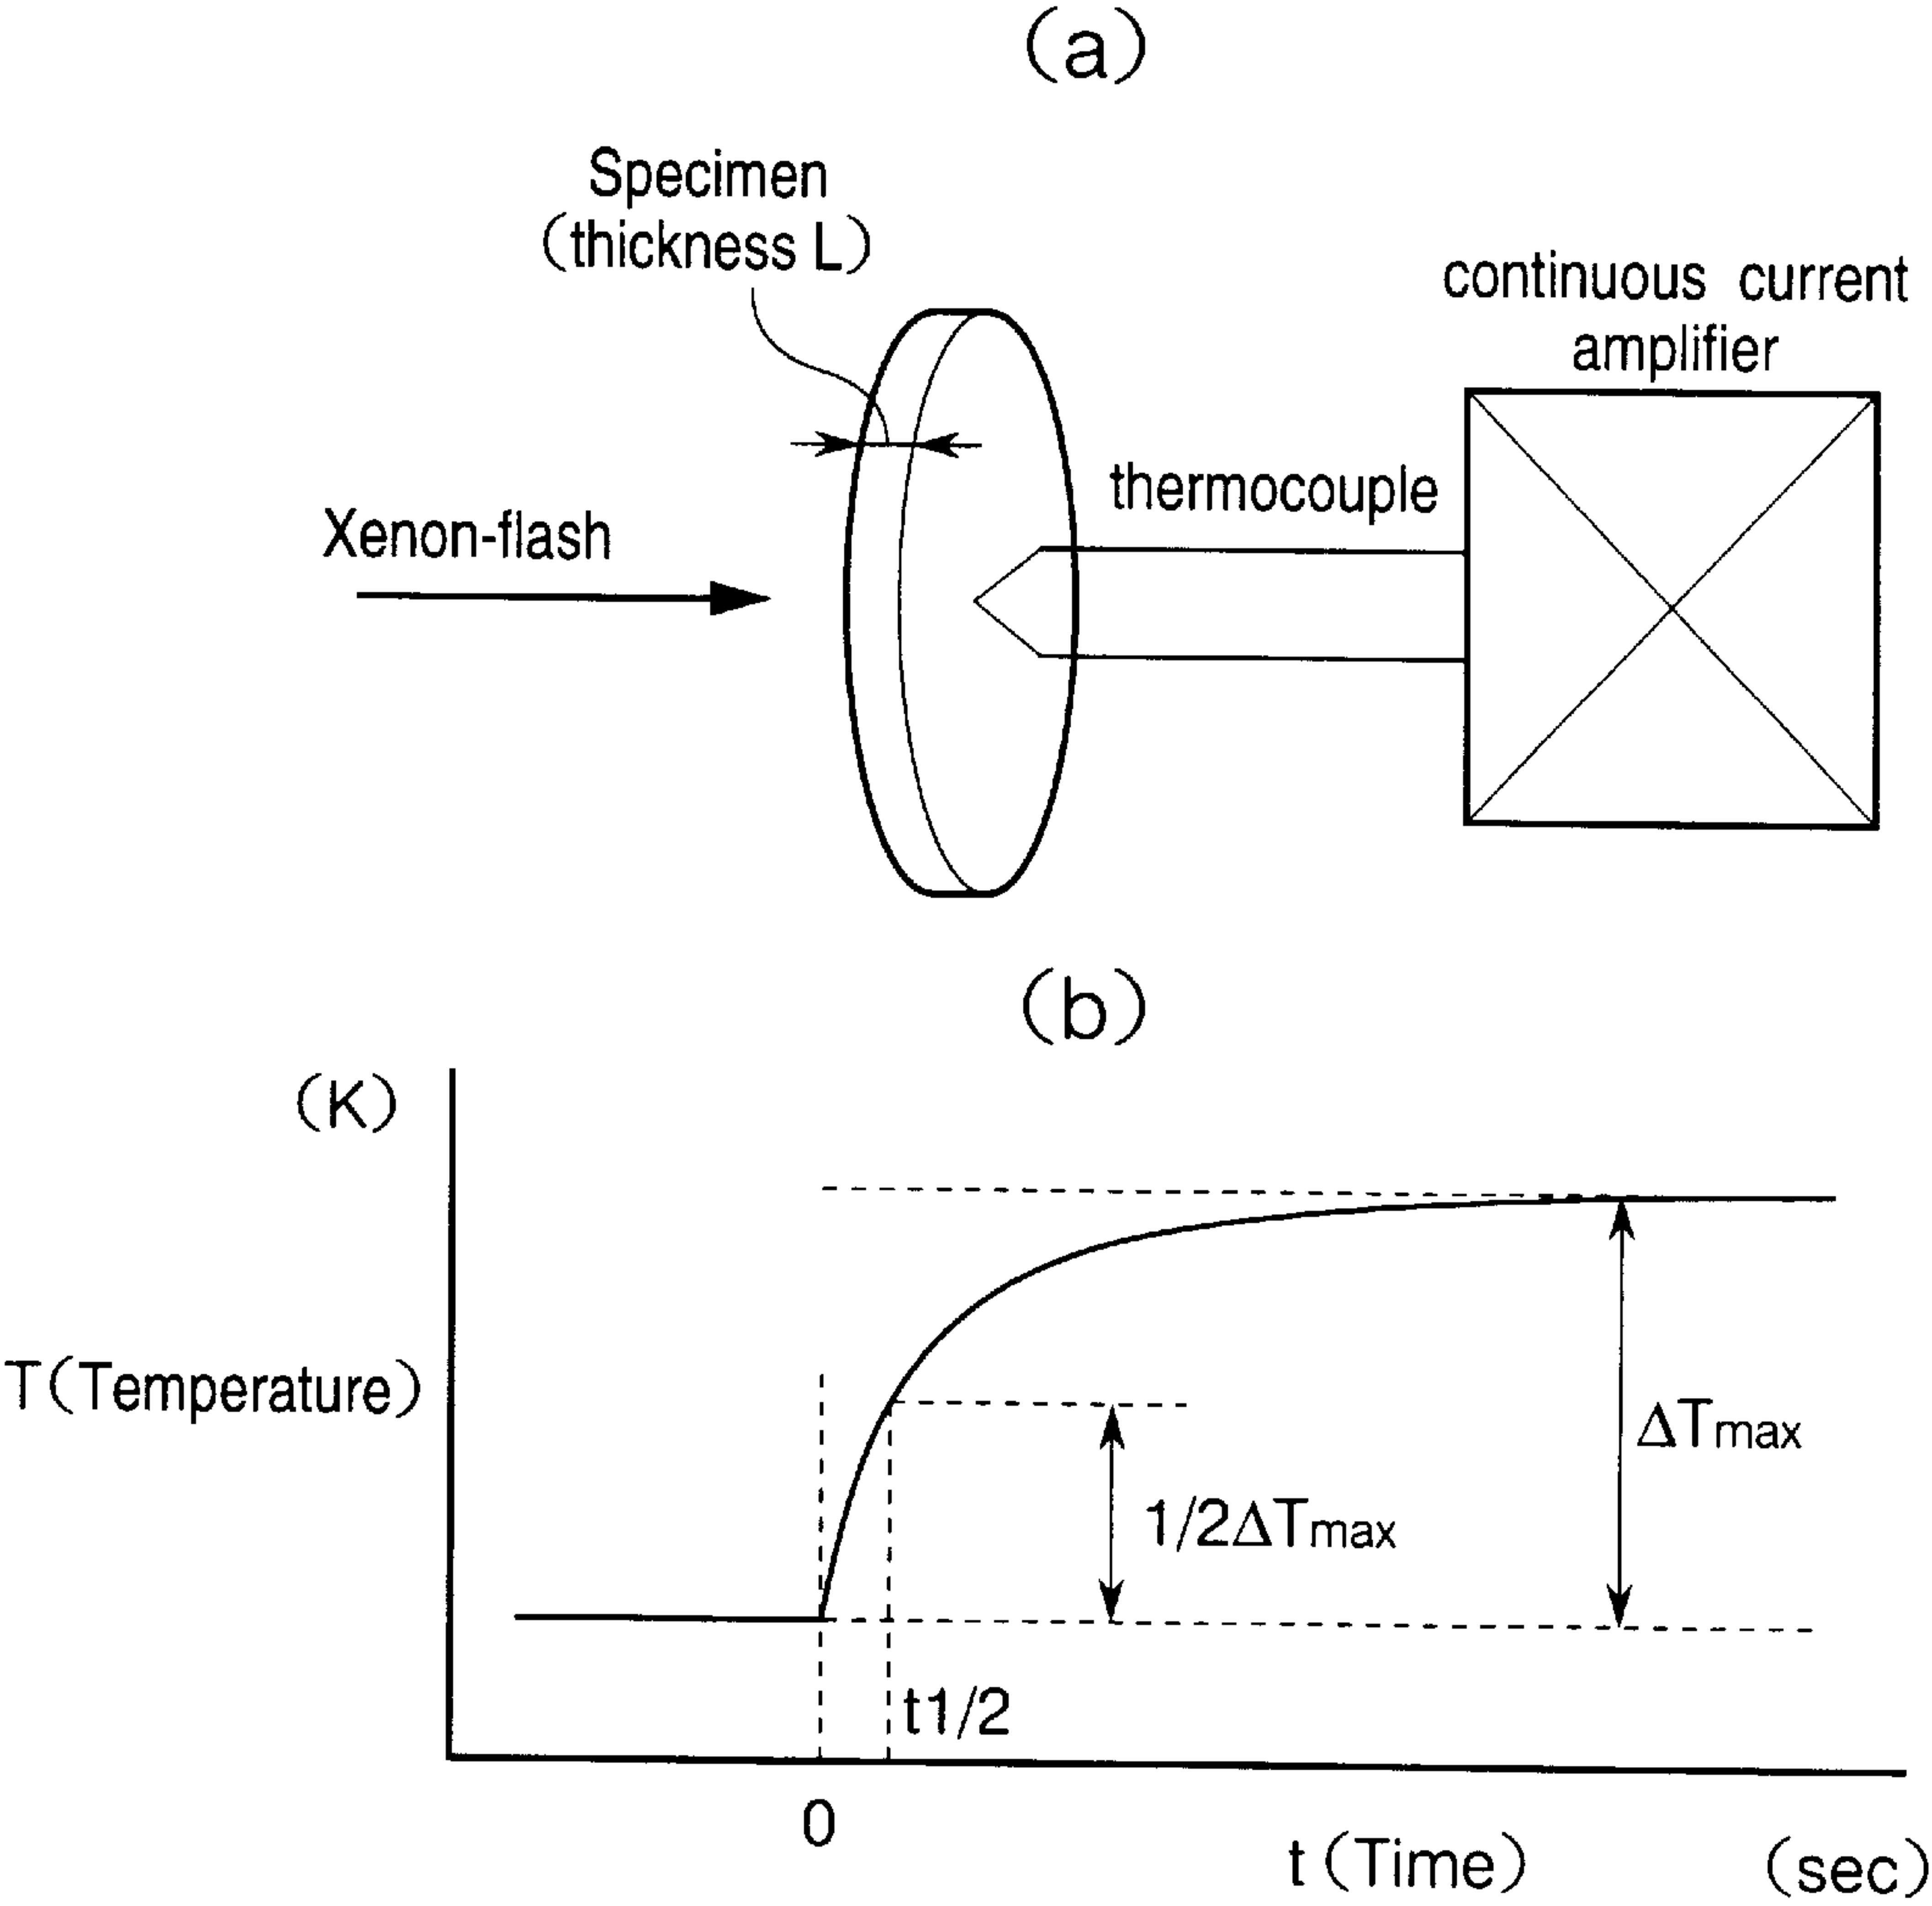 (a)
Specimen
(thickness L)
continuous current
amplifier
thermocouple
Xenon-flash
(b)
(K)
T(Temperature)
ΔTmax
1/2ΔTmax
t1/2
0
t(Time)
(sec)